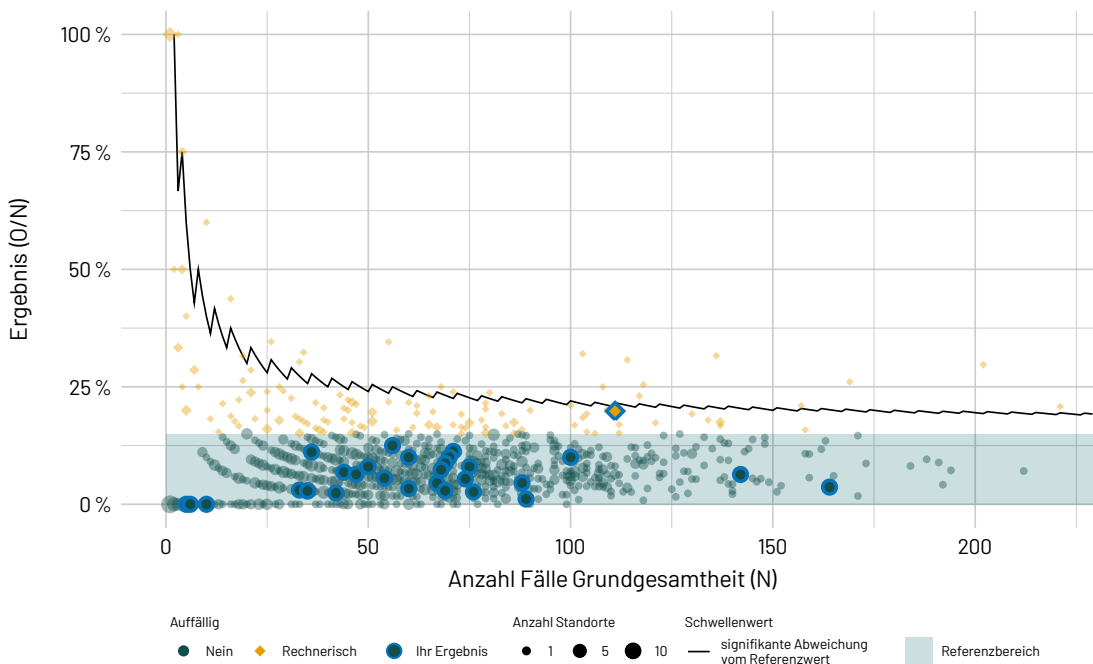 100 %
75 %
50 %
25 %
0 %
Ergebnis (O/N)
0
50
100
150
200
Anzahl Fälle Grundgesamtheit (N)
Auffällig
Nein
Rechnerisch
Ihr Ergebnis
Anzahl Standorte
1
5
10
Schwellenwert
signifikante Abweichung
vom Referenzwert
Referenzbereich